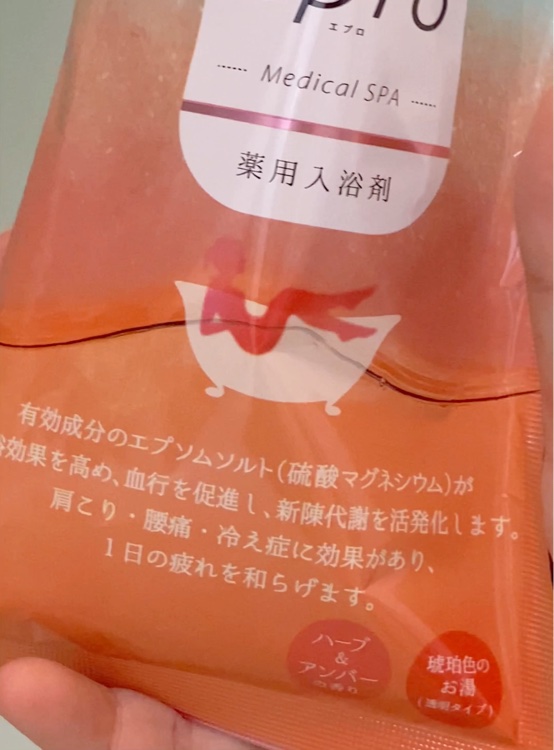 pro
エプロ
Medical SPA
薬用入浴剤
有効成分のエプソムソルト(硫酸マグネシウム)が
効果を高め、血行を促進し、新陳代謝を活発化します。
肩こり・腰痛・冷え症に効果があり、
1日の疲れを和らげます。
ハーブ
&
アンバー
の香り
琥珀色の
お湯
(透明タイプ)